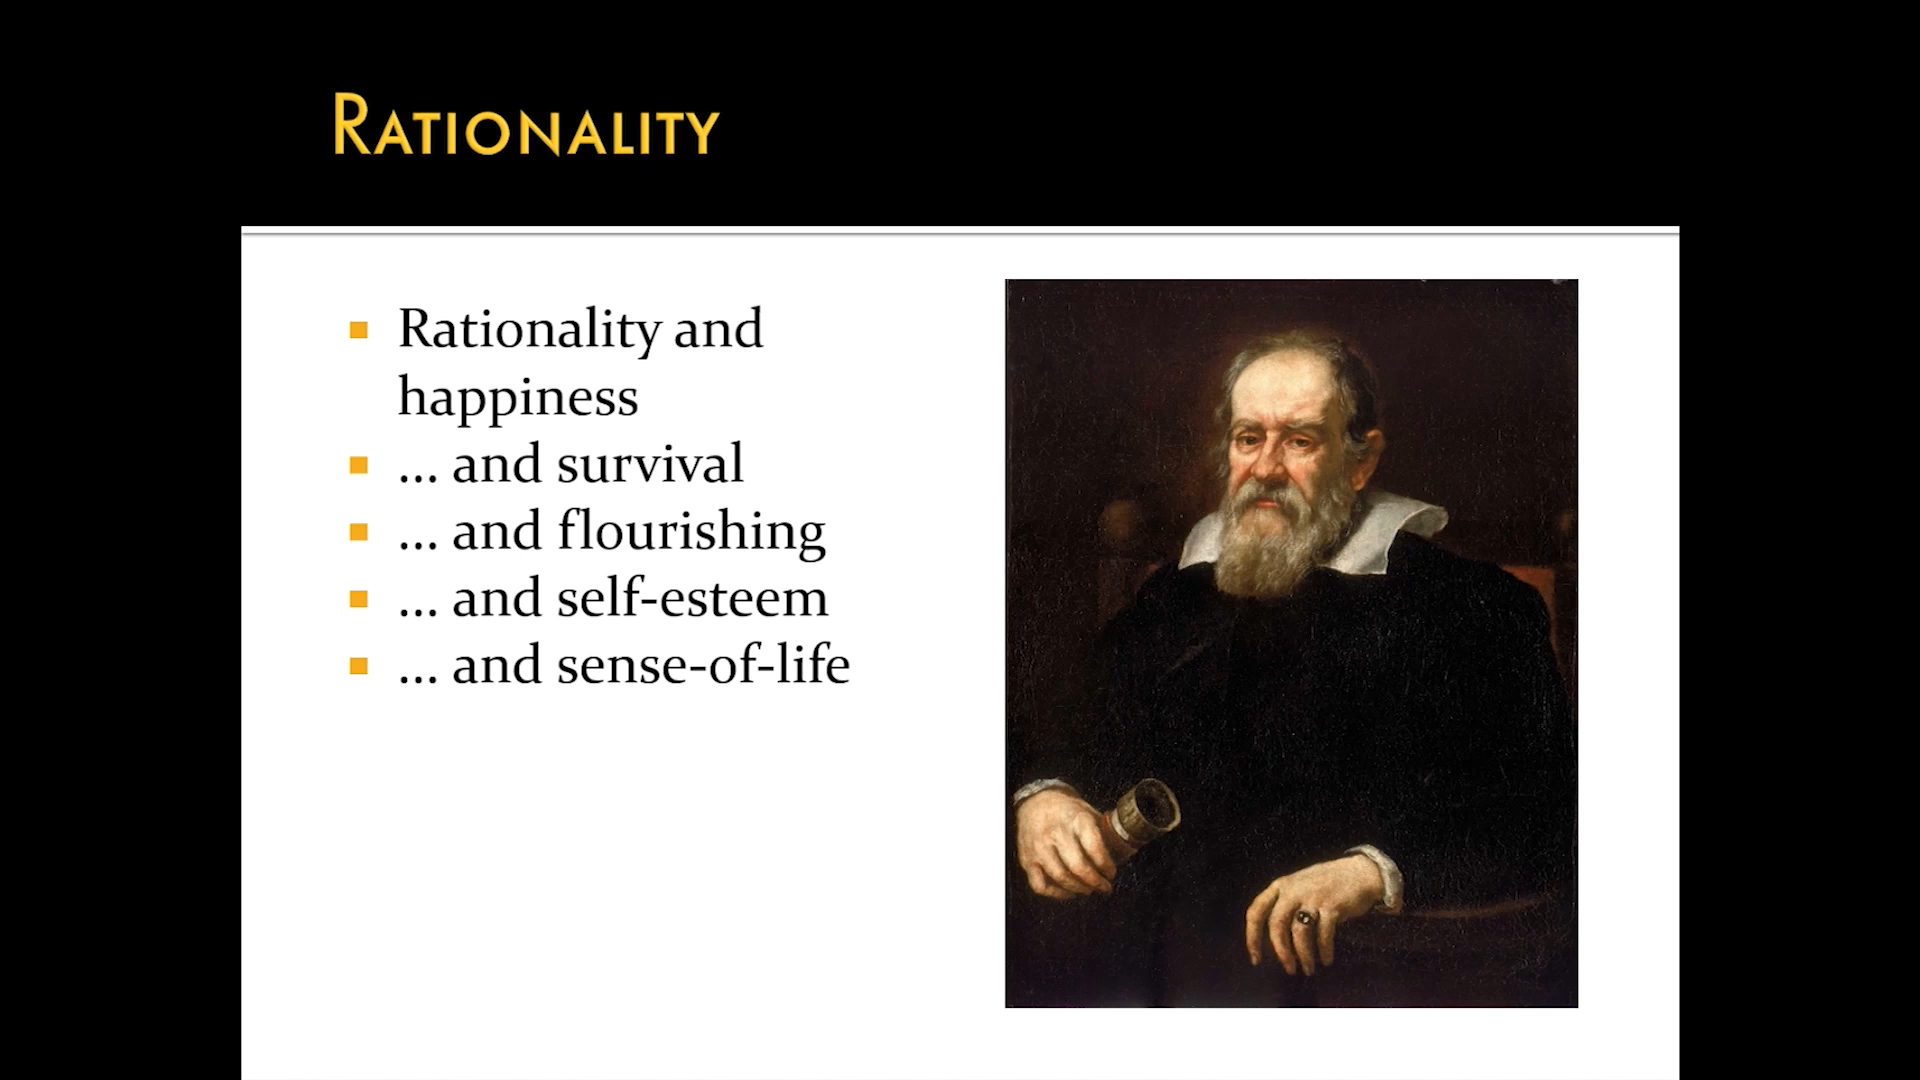 RATIONALITY
Rationality and
happiness
... and survival
... and flourishing
... and self-esteem
... and sense-of-life